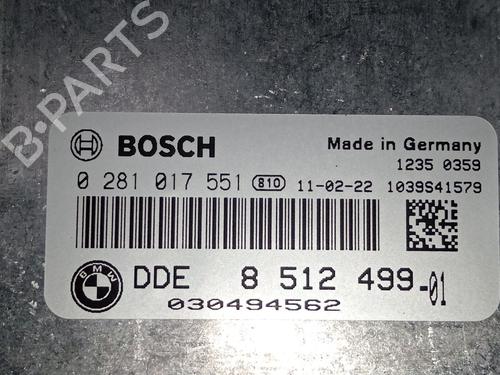 B-PARTS
BOSCH
Made in Germany
1235 0359
0 281 017 551 810 11-02-22 1039S41579
BMW DDE 8 512 499-01
030494562